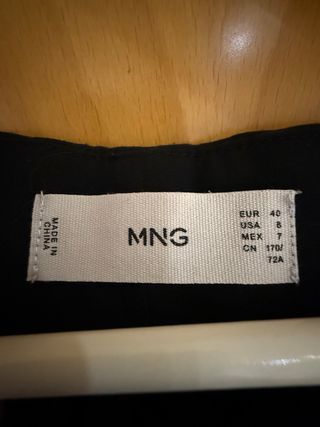 MADE IN
CHINA
MNG
EUR 40
USA 8
MEX 7
CN 170/
72A